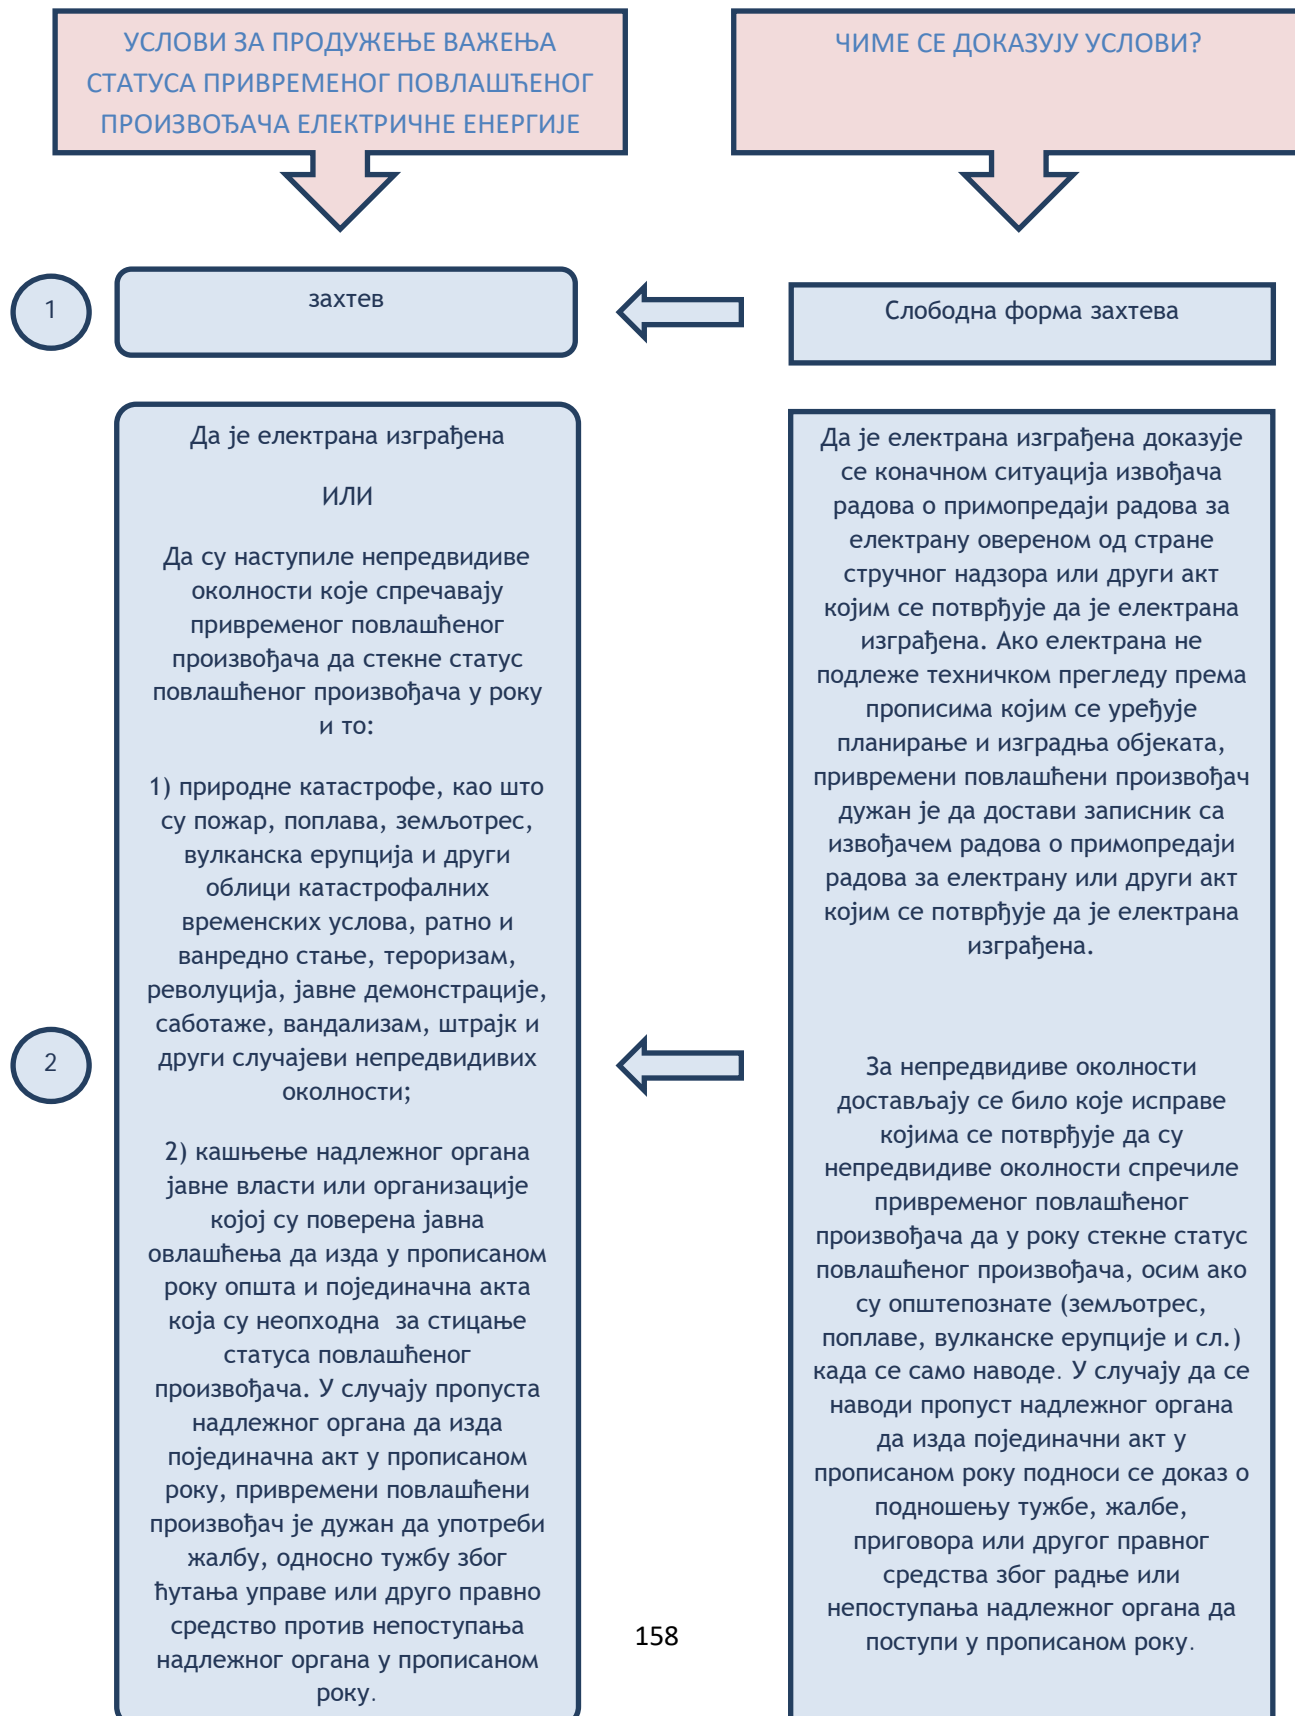 УСЛОВИ ЗА ПРОДУЖЕЊЕ ВАЖЕЊА
СТАТУСА ПРИВРЕМЕНОГ ПОВЛАШЋЕНОГ
ПРОИЗВОЂАЧА ЕЛЕКТРИЧНЕ ЕНЕРГИЈЕ
ЧИМЕ СЕ ДОКАЗУЈУ УСЛОВИ?
1
захтев
Слободна форма захтева
2
Да је електрана изграђена
ИЛИ
Да су наступиле непредвидиве
околности које спречавају
привременог повлашћеног
произвођача да стекне статус
повлашћеног произвођача у року
и то:
1) природне катастрофе, као што
су пожар, поплава, земљотрес,
вулканска ерупција и други
облици катастрофалних
временских услова, ратно и
ванредно стање, тероризам,
револуција, јавне демонстрације,
саботаже, вандализам, штрајк и
други случајеви непредвидивих
околности;
2) кашњење надлежног органа
јавне власти или организације
којој су поверена јавна
овлашћења да изда у прописаном
року општа и појединачна акта
која су неопходна  за стицање
статуса повлашћеног
произвођача. У случају пропуста
надлежног органа да изда
појединачна акт у прописаном
року, привремени повлашћени
произвођач је дужан да употреби
жалбу, односно тужбу због
ћутања управе или друго правно
средство против непоступања
надлежног органа у прописаном
року.
Да је електрана изграђена доказује
се коначном ситуација извођача
радова о примопредаји радова за
електрану овереном од стране
стручног надзора или други акт
којим се потврђује да је електрана
изграђена. Ако електрана не
подлеже техничком прегледу према
прописима којим се уређује
планирање и изградња објеката,
привремени повлашћени произвођач
дужан је да достави записник са
извођачем радова о примопредаји
радова за електрану или други акт
којим се потврђује да је електрана
изграђена.
За непредвидиве околности
достављају се било које исправе
којима се потврђује да су
непредвидиве околности спречиле
привременог повлашћеног
произвођача да у року стекне статус
повлашћеног произвођача, осим ако
су општепознате (земљотрес,
поплаве, вулканске ерупције и сл.)
када се само наводе. У случају да се
наводи пропуст надлежног органа
да изда појединачни акт у
прописаном року подноси се доказ о
подношењу тужбе, жалбе,
приговора или другог правног
средства због радње или
непоступања надлежног органа да
поступи у прописаном року.
158